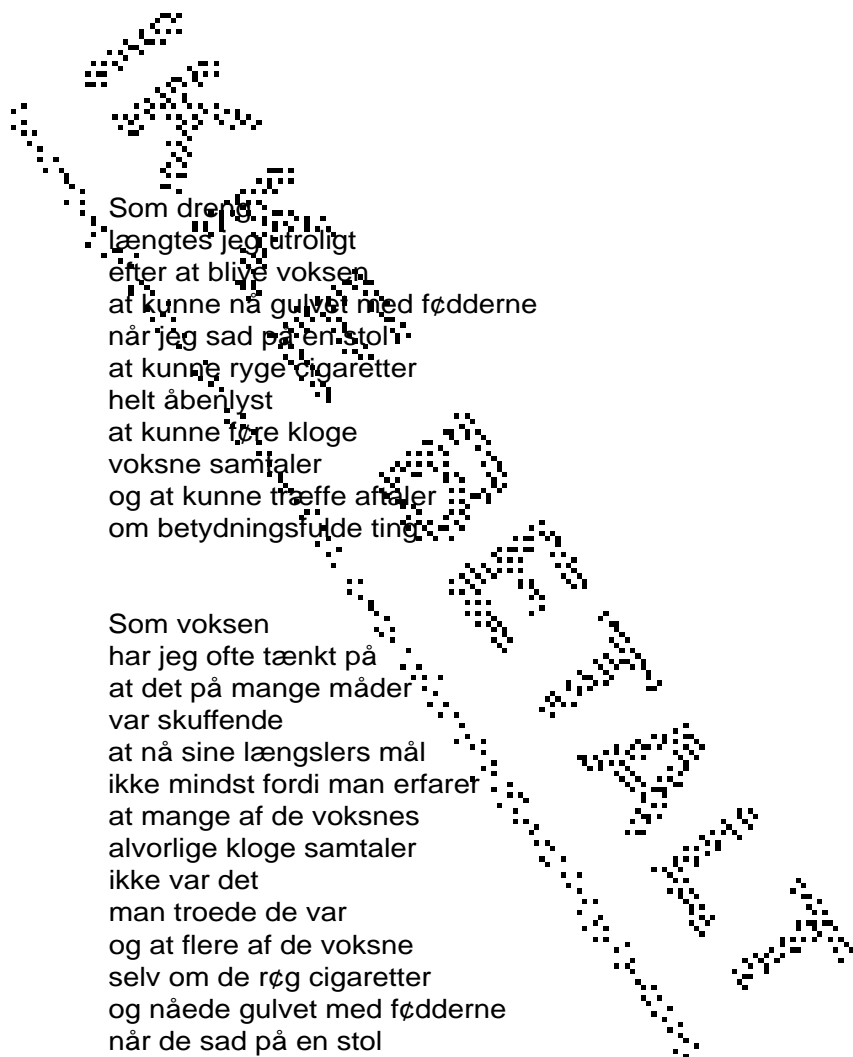 IKKE BETALT
Som dreng
længtes jeg utroligt
efter at blive voksen
at kunne nå gulvet med f¢dderne
når jeg sad på en stol
at kunne ryge cigaretter
helt åbenlyst
at kunne f¢re kloge
voksne samtaler
og at kunne træffe aftaler
om betydningsfulde ting
Som voksen
har jeg ofte tænkt på
at det på mange måder
var skuffende
at nå sine længslers mål
ikke mindst fordi man erfarer
at mange af de voksnes
alvorlige kloge samtaler
ikke var det
man troede de var
og at flere af de voksne
selv om de r¢g cigaretter
og nåede gulvet med f¢dderne
når de sad på en stol